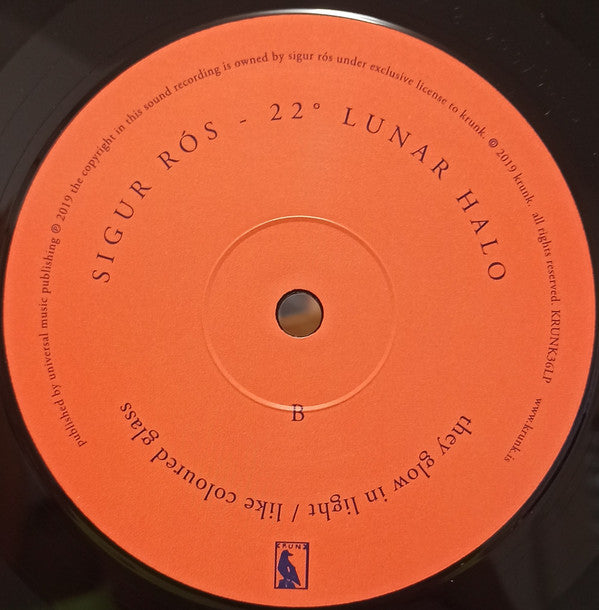 published by universal music publishing ℗ 2019 the copyright in this sound recording is owned by sigur rós under exclusive license to krunk. © 2019 krunk. all rights reserved. KRUNK36LP www.krunk.is
SIGUR RÓS - 22° LUNAR HALO
B
they glow in light / like coloured glass
KRUNK